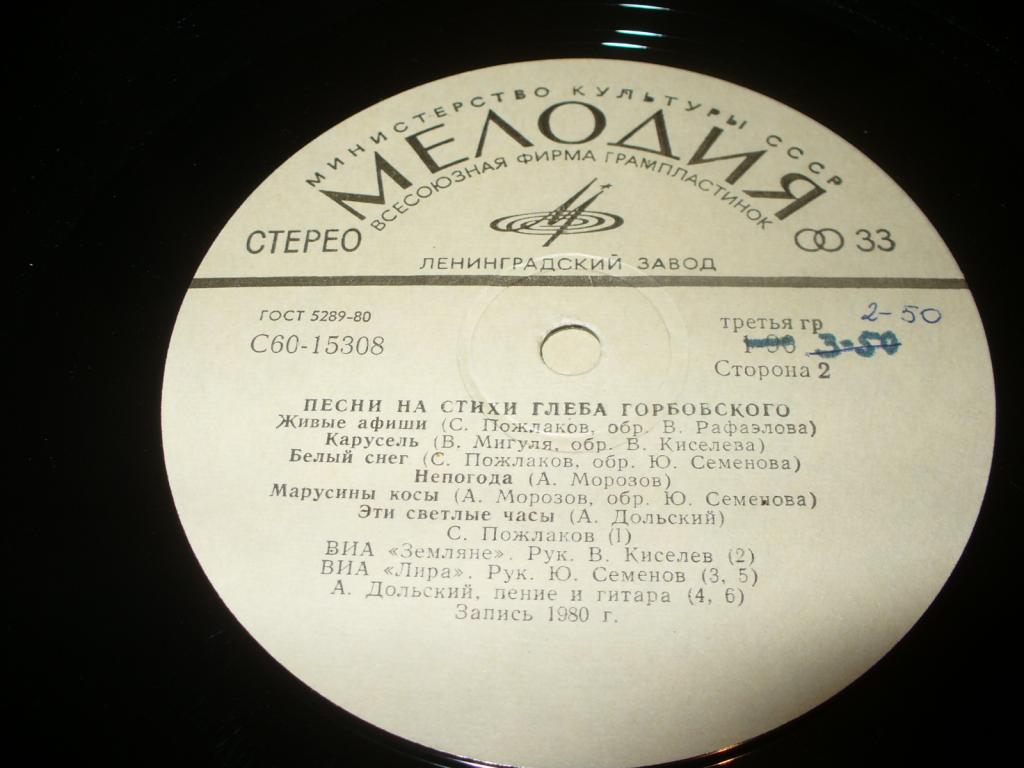 МИНИСТЕРСТВО КУЛЬТУРЫ СССР
МЕЛОДИЯ
ВСЕСОЮЗНАЯ ФИРМА ГРАМПЛАСТИНОК
СТЕРЕО 33
ЛЕНИНГРАДСКИЙ ЗАВОД
ГОСТ 5289-80
С60-15308
третья гр 2-50
1-90 3-50
Сторона 2
ПЕСНИ НА СТИХИ ГЛЕБА ГОРБОВСКОГО
Живые афиши (С. Пожлаков, обр. В. Рафаэлова)
Карусель (В. Мигуля, обр. В. Киселева)
Белый снег (С. Пожлаков, обр. Ю. Семенова)
Непогода (А. Морозов)
Марусины косы (А. Морозов, обр. Ю. Семенова)
Эти светлые часы (А. Дольский)
С. Пожлаков (1)
ВИА «Земляне». Рук. В. Киселев (2)
ВИА «Лира». Рук. Ю. Семенов (3, 5)
А. Дольский, пение и гитара (4, 6)
Запись 1980 г.